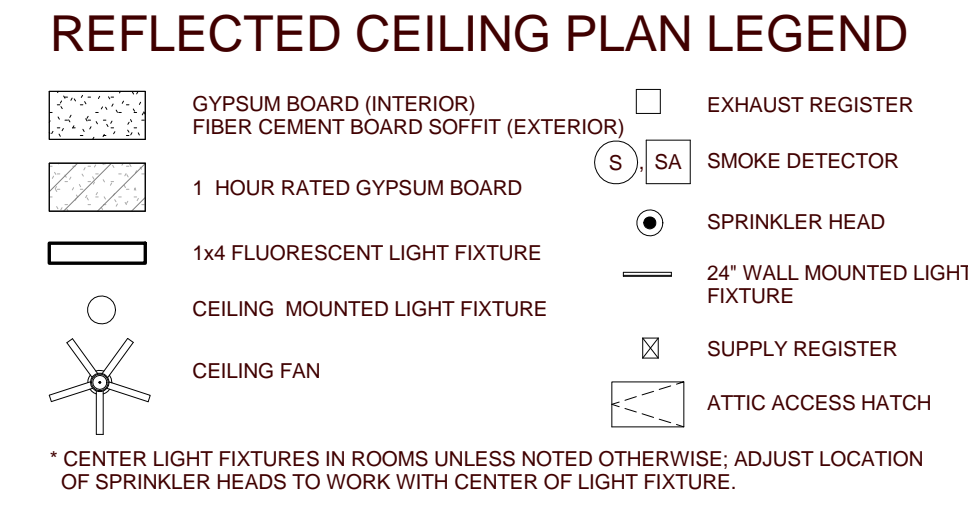 REFLECTED CEILING PLAN LEGEND
GYPSUM BOARD (INTERIOR)
FIBER CEMENT BOARD SOFFIT (EXTERIOR)
1 HOUR RATED GYPSUM BOARD
1x4 FLUORESCENT LIGHT FIXTURE
CEILING MOUNTED LIGHT FIXTURE
CEILING FAN
EXHAUST REGISTER
S, SA SMOKE DETECTOR
SPRINKLER HEAD
24" WALL MOUNTED LIGHT
FIXTURE
SUPPLY REGISTER
ATTIC ACCESS HATCH
* CENTER LIGHT FIXTURES IN ROOMS UNLESS NOTED OTHERWISE; ADJUST LOCATION
OF SPRINKLER HEADS TO WORK WITH CENTER OF LIGHT FIXTURE.